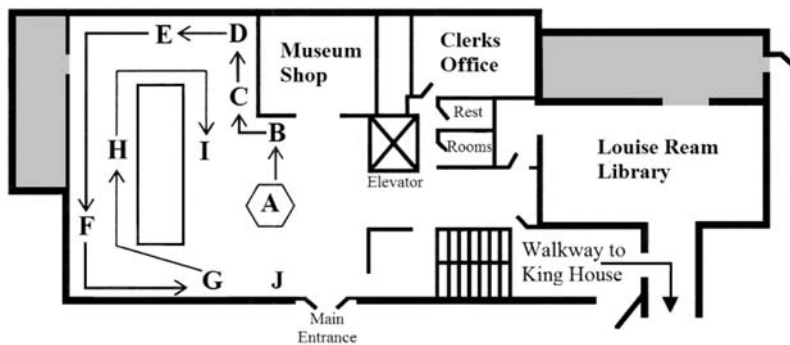 E
D
Museum
Shop
Clerks
Office
C
B
Rest
Rooms
H
I
Elevator
Louise Ream
Library
A
F
G
J
Walkway to
King House
Main
Entrance